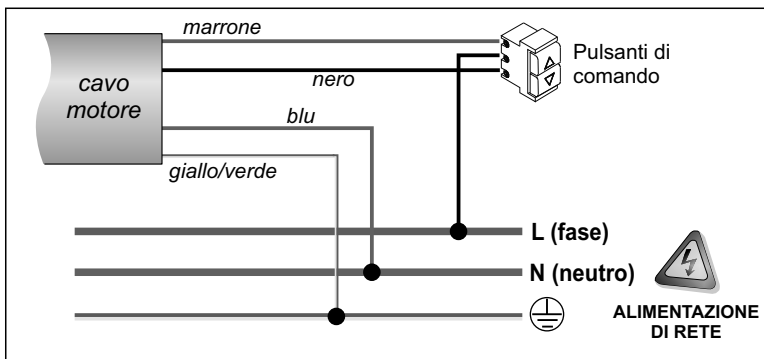 marrone
Pulsanti di
comando
cavo
motore
nero
blu
giallo/verde
L (fase)
N (neutro)
ALIMENTAZIONE
DI RETE